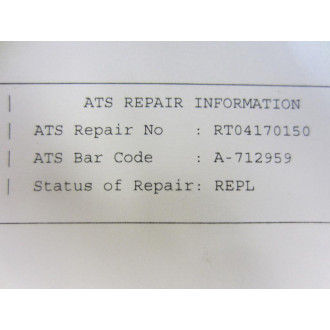 ATS REPAIR INFORMATION
| ATS Repair No : RT04170150
| ATS Bar Code : A-712959
| Status of Repair: REPL